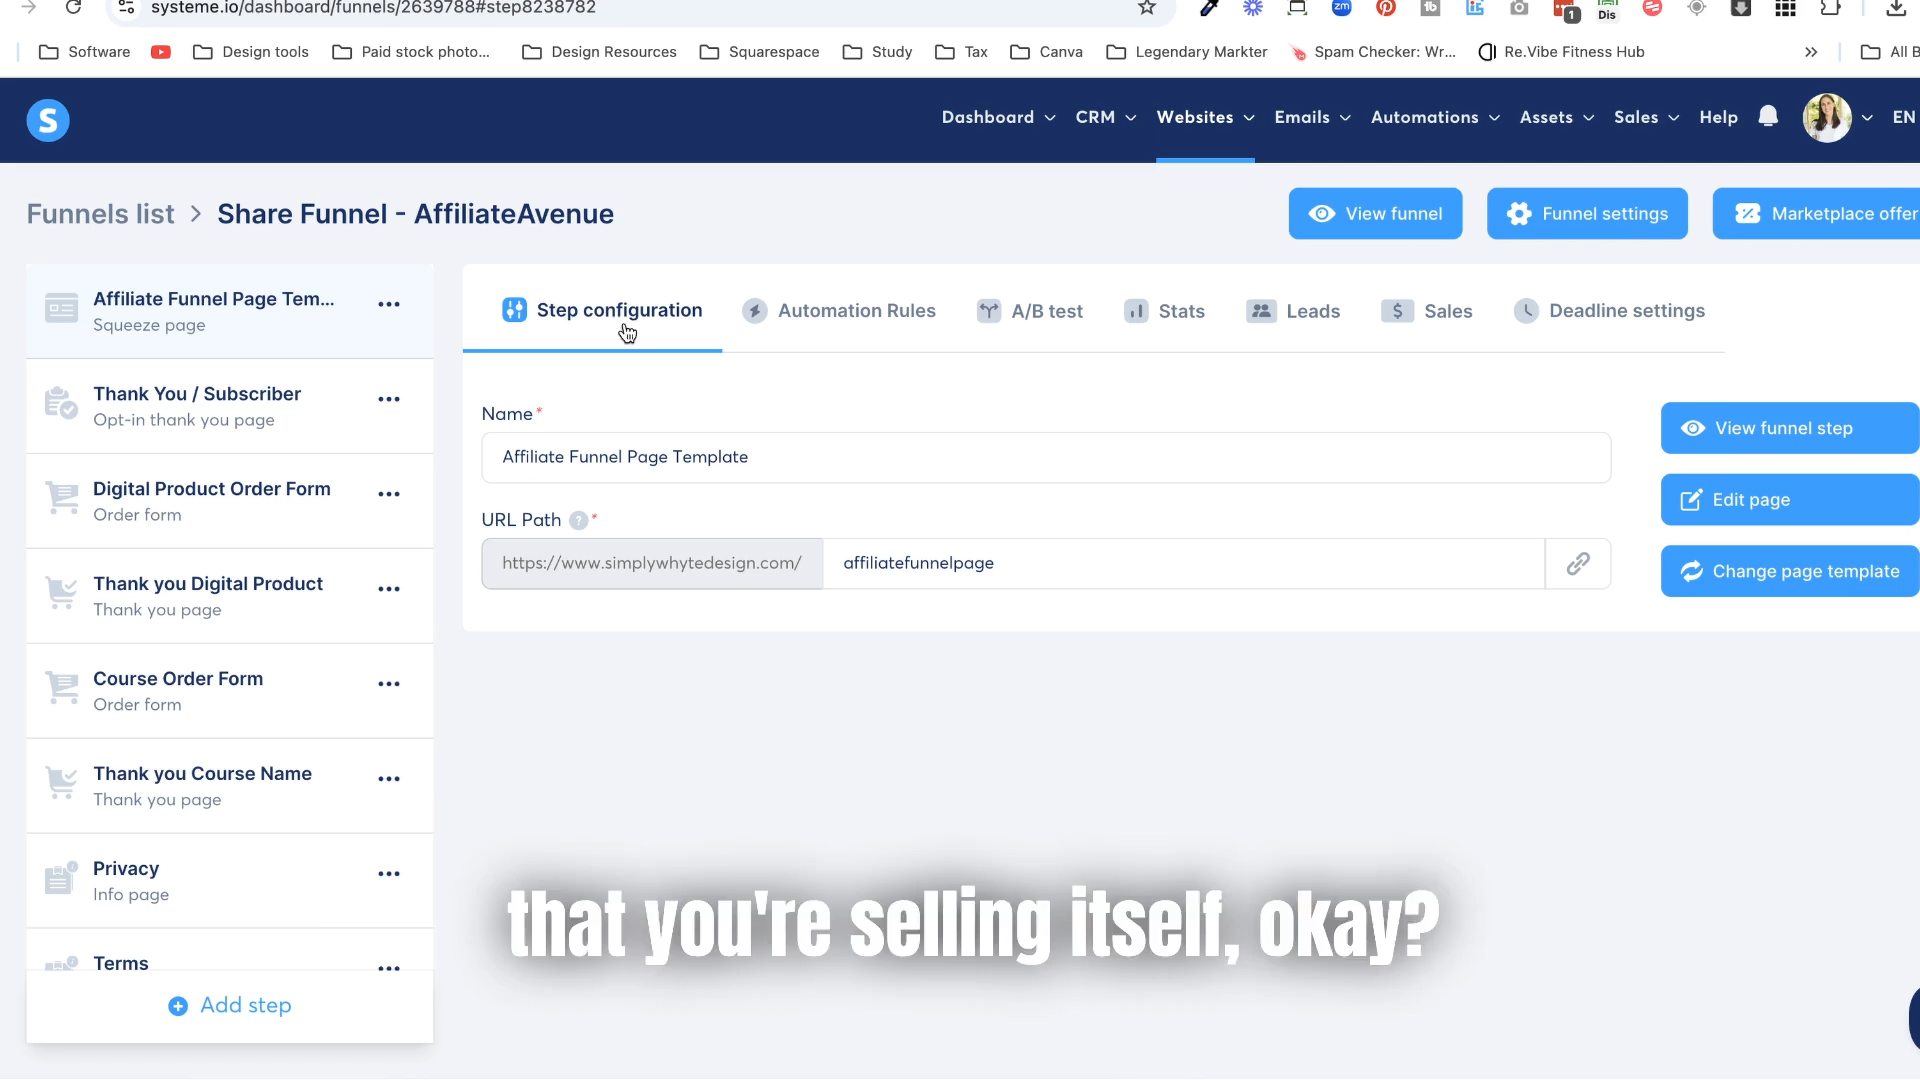 systeme.io/dashboard/funnels/2639788#step8238782
1
Dis
Software
Design tools
Paid stock photo...
Design Resources
Squarespace
Study
Tax
Canva
Legendary Markter
Spam Checker: Wr...
Re.Vibe Fitness Hub
»
All B
S
Dashboard
CRM
Websites
Emails
Automations
Assets
Sales
Help
EN
Funnels list > Share Funnel - AffiliateAvenue
View funnel
Funnel settings
Marketplace offer
Affiliate Funnel Page Tem...
Squeeze page
Thank You / Subscriber
Opt-in thank you page
Digital Product Order Form
Order form
Thank you Digital Product
Thank you page
Course Order Form
Order form
Thank you Course Name
Thank you page
Privacy
Info page
Terms
Add step
Step configuration
Automation Rules
A/B test
Stats
Leads
Sales
Deadline settings
Name*
Affiliate Funnel Page Template
URL Path ? *
https://www.simplywhytedesign.com/
affiliatefunnelpage
View funnel step
Edit page
Change page template
that you're selling itself, okay?